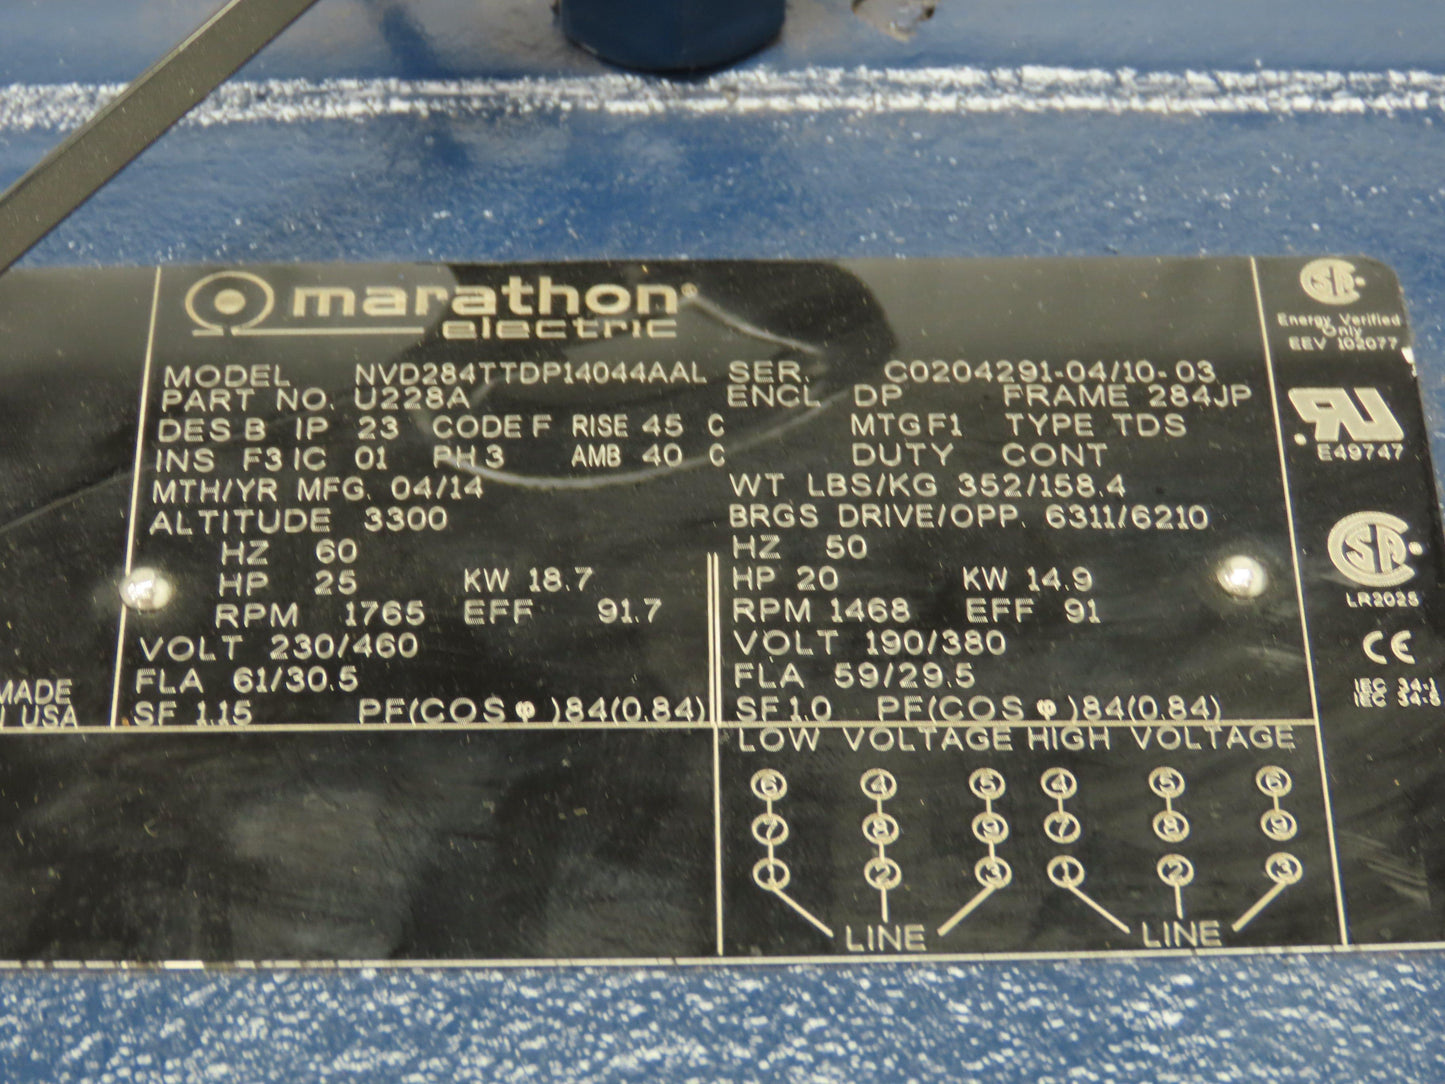 marathon®
electric
MODEL NVD284TTDP14044AAL SER. C0204291-04/10-03
PART NO. U228A ENCL DP FRAME 284JP
DES B IP 23 CODE F RISE 45 C MTG F1 TYPE TDS
INS F3 IC 01 PH 3 AMB 40 C DUTY CONT
MTH/YR MFG. 04/14 WT LBS/KG 352/158.4
ALTITUDE 3300 BRGS DRIVE/OPP. 6311/6210
HZ 60 HZ 50
HP 25 KW 18.7 HP 20 KW 14.9
RPM 1765 EFF 91.7 RPM 1468 EFF 91
VOLT 230/460 VOLT 190/380
FLA 61/30.5 FLA 59/29.5
SF 1.15 PF(COS φ )84(0.84) SF 1.0 PF(COS φ )84(0.84)
LOW VOLTAGE HIGH VOLTAGE
6 4 5 4 5 6
7 8 9 7 8 9
1 2 3 1 2 3
LINE LINE
MADE
USA
Energy Verified
Only
EEV 102077
E49747
LR2025
CE
IEC 34-1
IEC 34-5